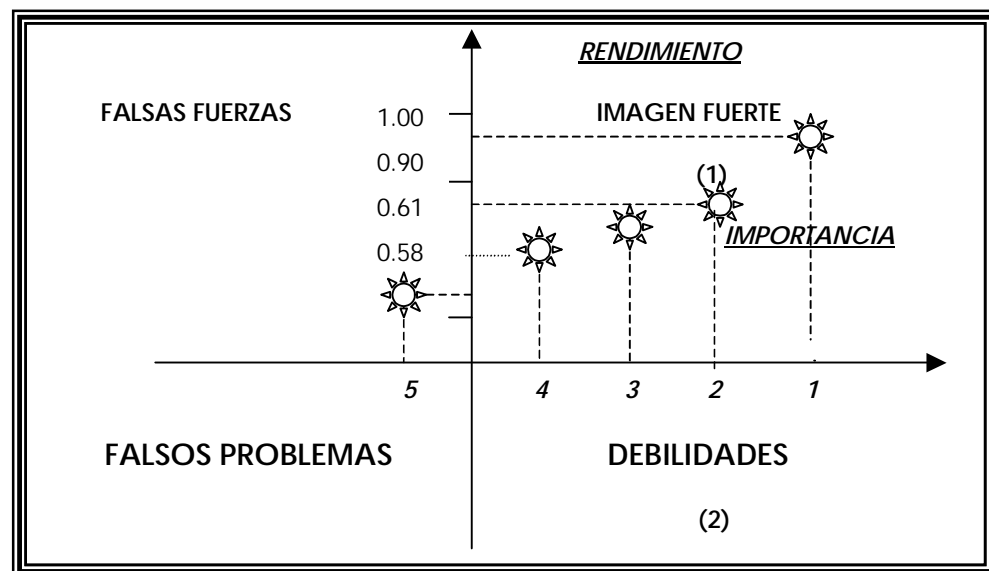 RENDIMIENTO
FALSAS FUERZAS
IMAGEN FUERTE
1.00
0.90
(1)
0.61
IMPORTANCIA
0.58
5 4 3 2 1
FALSOS PROBLEMAS
DEBILIDADES
(2)